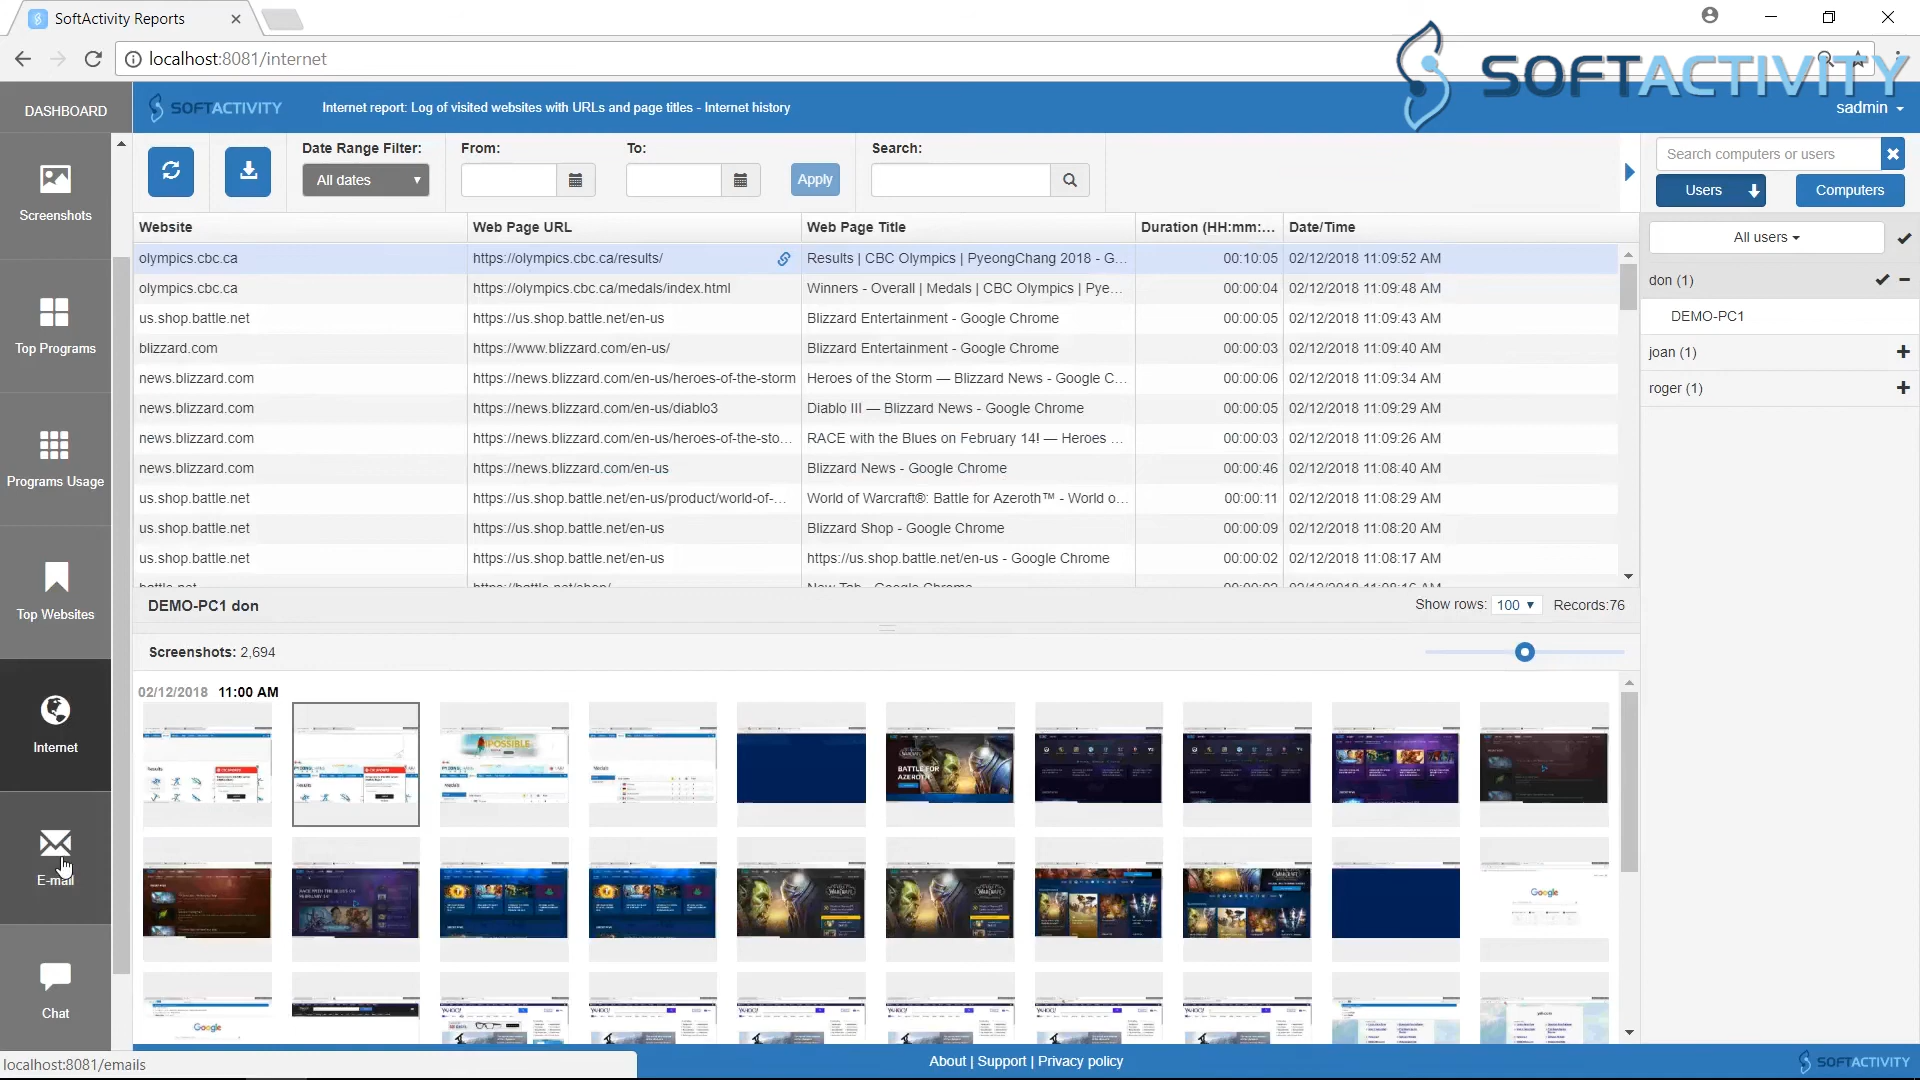 SoftActivity Reports
localhost:8081/internet
SOFTACTIVITY
DASHBOARD
SOFTACTIVITY
Internet report: Log of visited websites with URLs and page titles - Internet history
sadmin
Date Range Filter:
From:
To:
Search:
All dates
Apply
Search computers or users
Users
Computers
Screenshots
Top Programs
Programs Usage
Top Websites
Internet
E-mail
Chat
Website Web Page URL Web Page Title Duration (HH:mm:... Date/Time
olympics.cbc.ca https://olympics.cbc.ca/results/ Results | CBC Olympics | PyeongChang 2018 - G... 00:10:05 02/12/2018 11:09:52 AM
olympics.cbc.ca https://olympics.cbc.ca/medals/index.html Winners - Overall | Medals | CBC Olympics | Pye... 00:00:04 02/12/2018 11:09:48 AM
us.shop.battle.net https://us.shop.battle.net/en-us Blizzard Entertainment - Google Chrome 00:00:05 02/12/2018 11:09:43 AM
blizzard.com https://www.blizzard.com/en-us/ Blizzard Entertainment - Google Chrome 00:00:03 02/12/2018 11:09:40 AM
news.blizzard.com https://news.blizzard.com/en-us/heroes-of-the-storm Heroes of the Storm — Blizzard News - Google C... 00:00:06 02/12/2018 11:09:34 AM
news.blizzard.com https://news.blizzard.com/en-us/diablo3 Diablo III — Blizzard News - Google Chrome 00:00:05 02/12/2018 11:09:29 AM
news.blizzard.com https://news.blizzard.com/en-us/heroes-of-the-sto... RACE with the Blues on February 14! — Heroes ... 00:00:03 02/12/2018 11:09:26 AM
news.blizzard.com https://news.blizzard.com/en-us Blizzard News - Google Chrome 00:00:46 02/12/2018 11:08:40 AM
us.shop.battle.net https://us.shop.battle.net/en-us/product/world-of-... World of Warcraft®: Battle for Azeroth™ - World o... 00:00:11 02/12/2018 11:08:29 AM
us.shop.battle.net https://us.shop.battle.net/en-us Blizzard Shop - Google Chrome 00:00:09 02/12/2018 11:08:20 AM
us.shop.battle.net https://us.shop.battle.net/en-us https://us.shop.battle.net/en-us - Google Chrome 00:00:02 02/12/2018 11:08:17 AM
All users
don (1)
DEMO-PC1
joan (1)
roger (1)
DEMO-PC1 don
Show rows: 100 Records:76
Screenshots: 2,694
02/12/2018 11:00 AM
BATTLE FOR
AZEROTH
Google
Google
localhost:8081/emails
About | Support | Privacy policy
SOFTACTIVITY